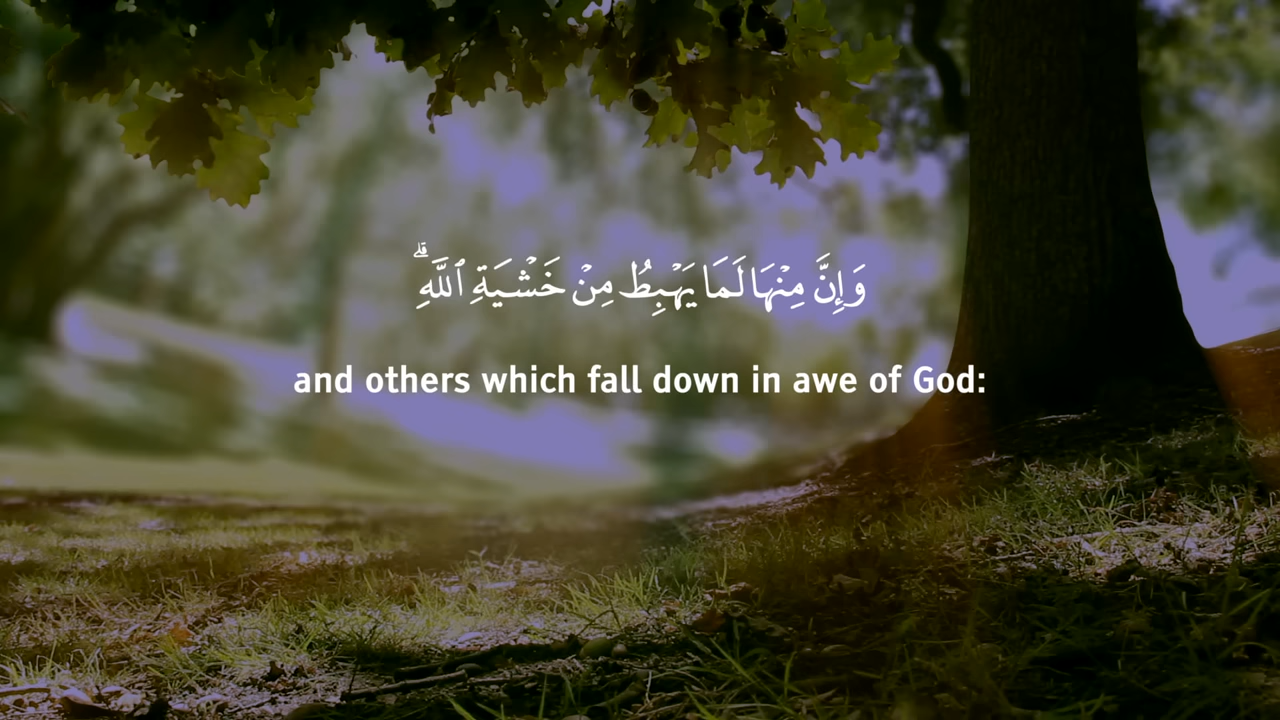 وَإِنَّ مِنْهَا لَمَا يَهْبِطُ مِنْ خَشْيَةِ ٱللَّهِ ۗ
and others which fall down in awe of God: